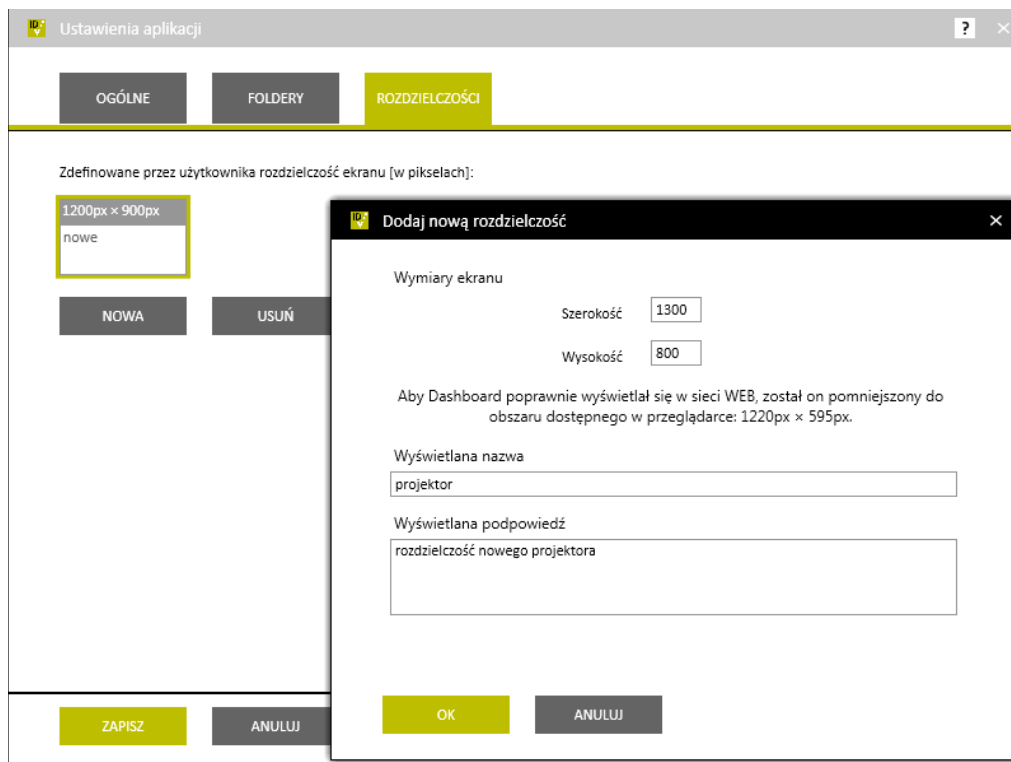 ID
Ustawienia aplikacji
?
×
OGÓLNE
FOLDERY
ROZDZIELCZOŚCI
Zdefinowane przez użytkownika rozdzielczość ekranu [w pikselach]:
1200px × 900px
nowe
NOWA
USUŃ
ID
Dodaj nową rozdzielczość
×
Wymiary ekranu
Szerokość
1300
Wysokość
800
Aby Dashboard poprawnie wyświetlał się w sieci WEB, został on pomniejszony do
obszaru dostępnego w przeglądarce: 1220px × 595px.
Wyświetlana nazwa
projektor
Wyświetlana podpowiedź
rozdzielczość nowego projektora
OK
ANULUJ
ZAPISZ
ANULUJ